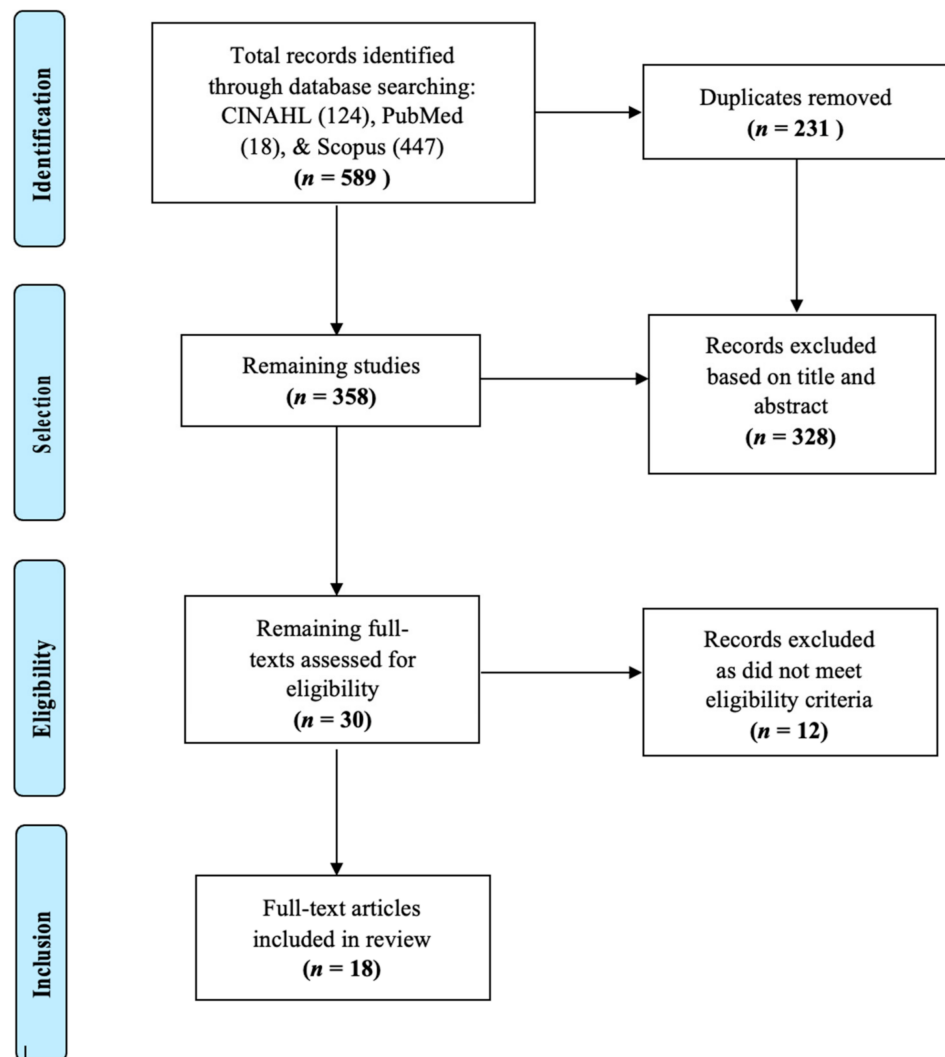 Identification
Total records identified
through database searching:
CINAHL (124), PubMed
(18), & Scopus (447)
(n = 589 )
Duplicates removed
(n = 231 )
Selection
Remaining studies
(n = 358)
Records excluded
based on title and
abstract
(n = 328)
Eligibility
Remaining full-
texts assessed for
eligibility
(n = 30)
Records excluded
as did not meet
eligibility criteria
(n = 12)
Inclusion
Full-text articles
included in review
(n = 18)